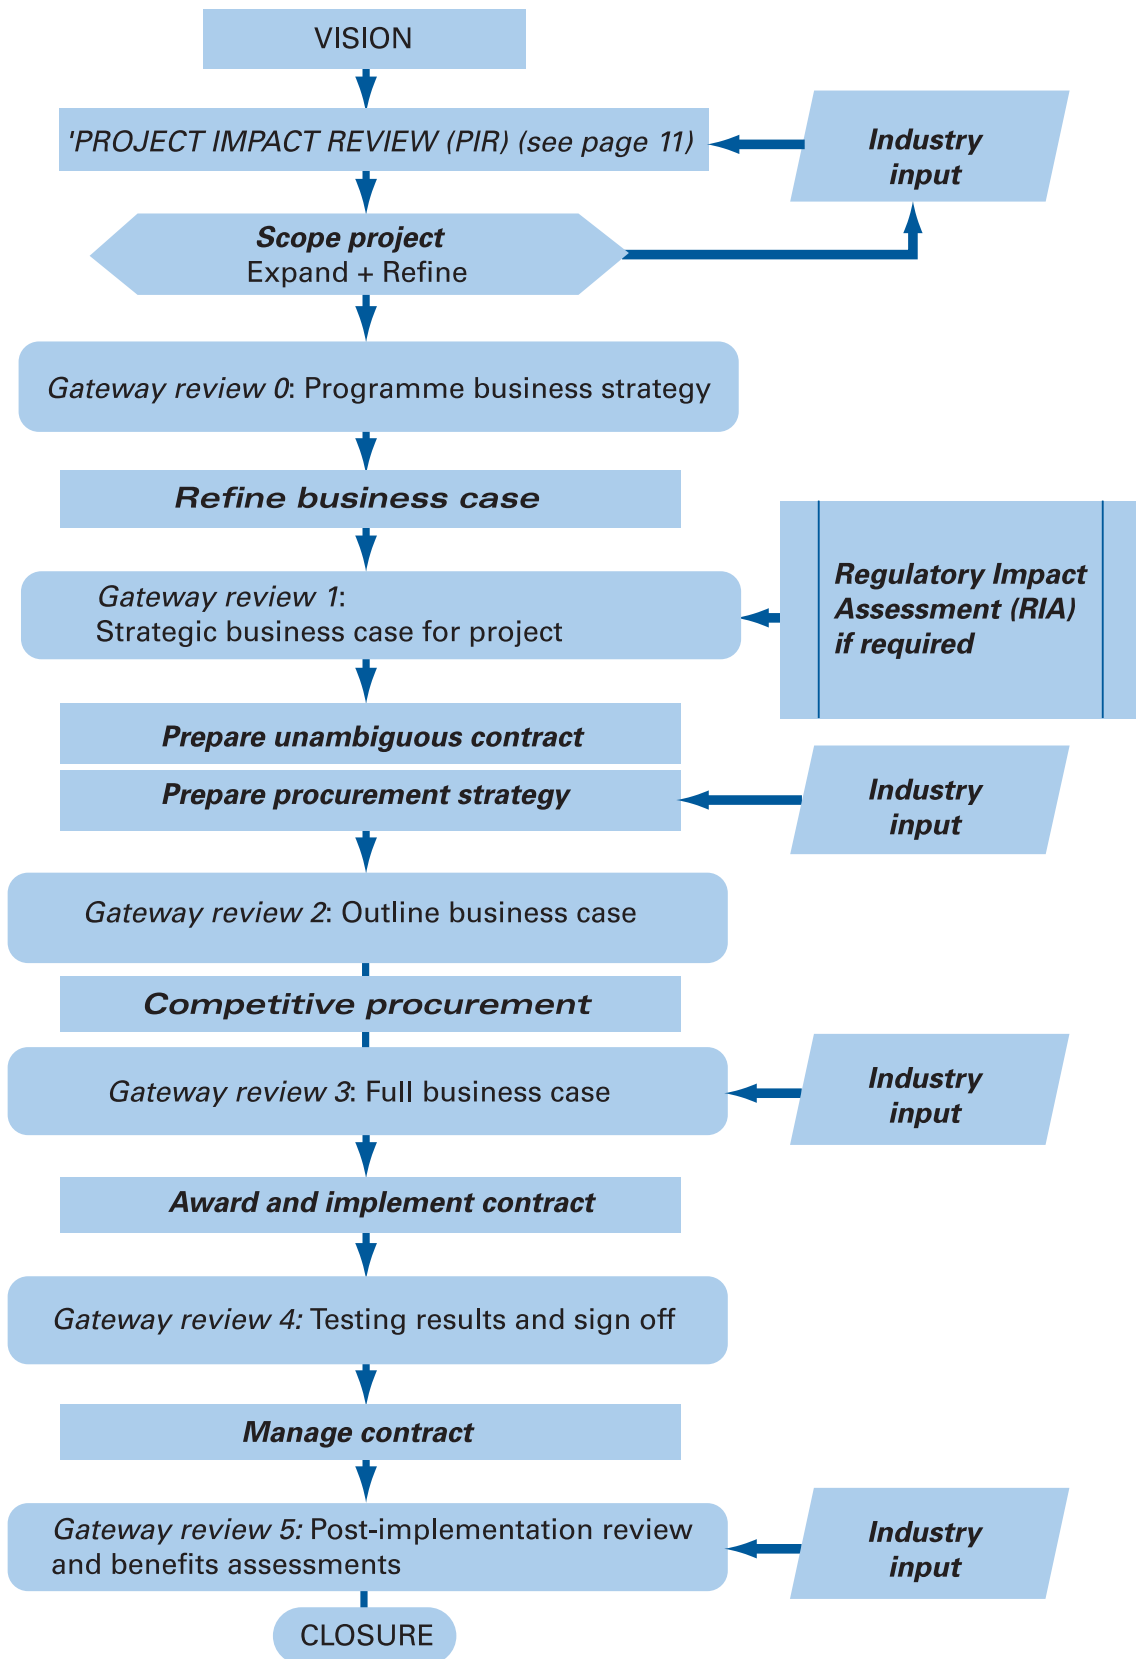 VISION
'PROJECT IMPACT REVIEW (PIR) (see page 11)
Industry
input
Scope project
Expand + Refine
Gateway review 0: Programme business strategy
Refine business case
Gateway review 1:
Strategic business case for project
Regulatory Impact
Assessment (RIA)
if required
Prepare unambiguous contract
Prepare procurement strategy
Industry
input
Gateway review 2: Outline business case
Competitive procurement
Gateway review 3: Full business case
Industry
input
Award and implement contract
Gateway review 4: Testing results and sign off
Manage contract
Gateway review 5: Post-implementation review
and benefits assessments
Industry
input
CLOSURE